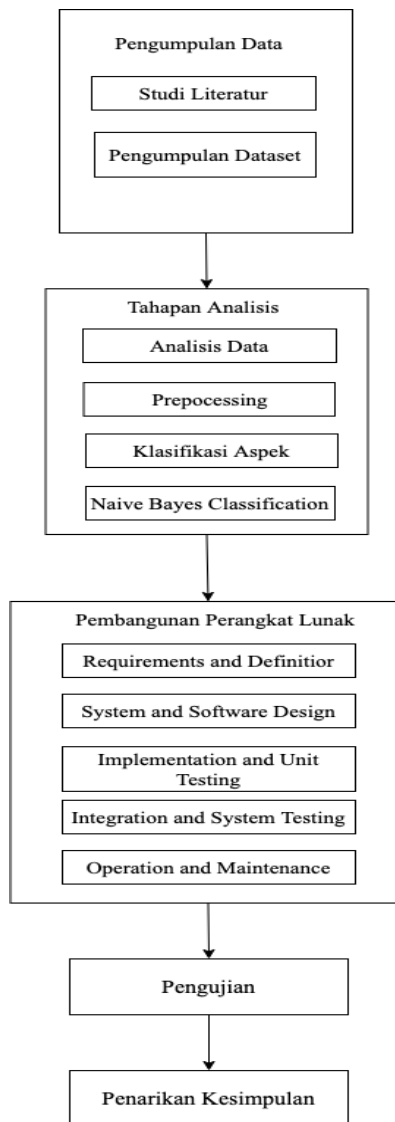 Pengumpulan Data
Studi Literatur
Pengumpulan Dataset
Tahapan Analisis
Analisis Data
Prepocessing
Klasifikasi Aspek
Naive Bayes Classification
Pembangunan Perangkat Lunak
Requirements and Definitior
System and Software Design
Implementation and Unit
Testing
Integration and System Testing
Operation and Maintenance
Pengujian
Penarikan Kesimpulan